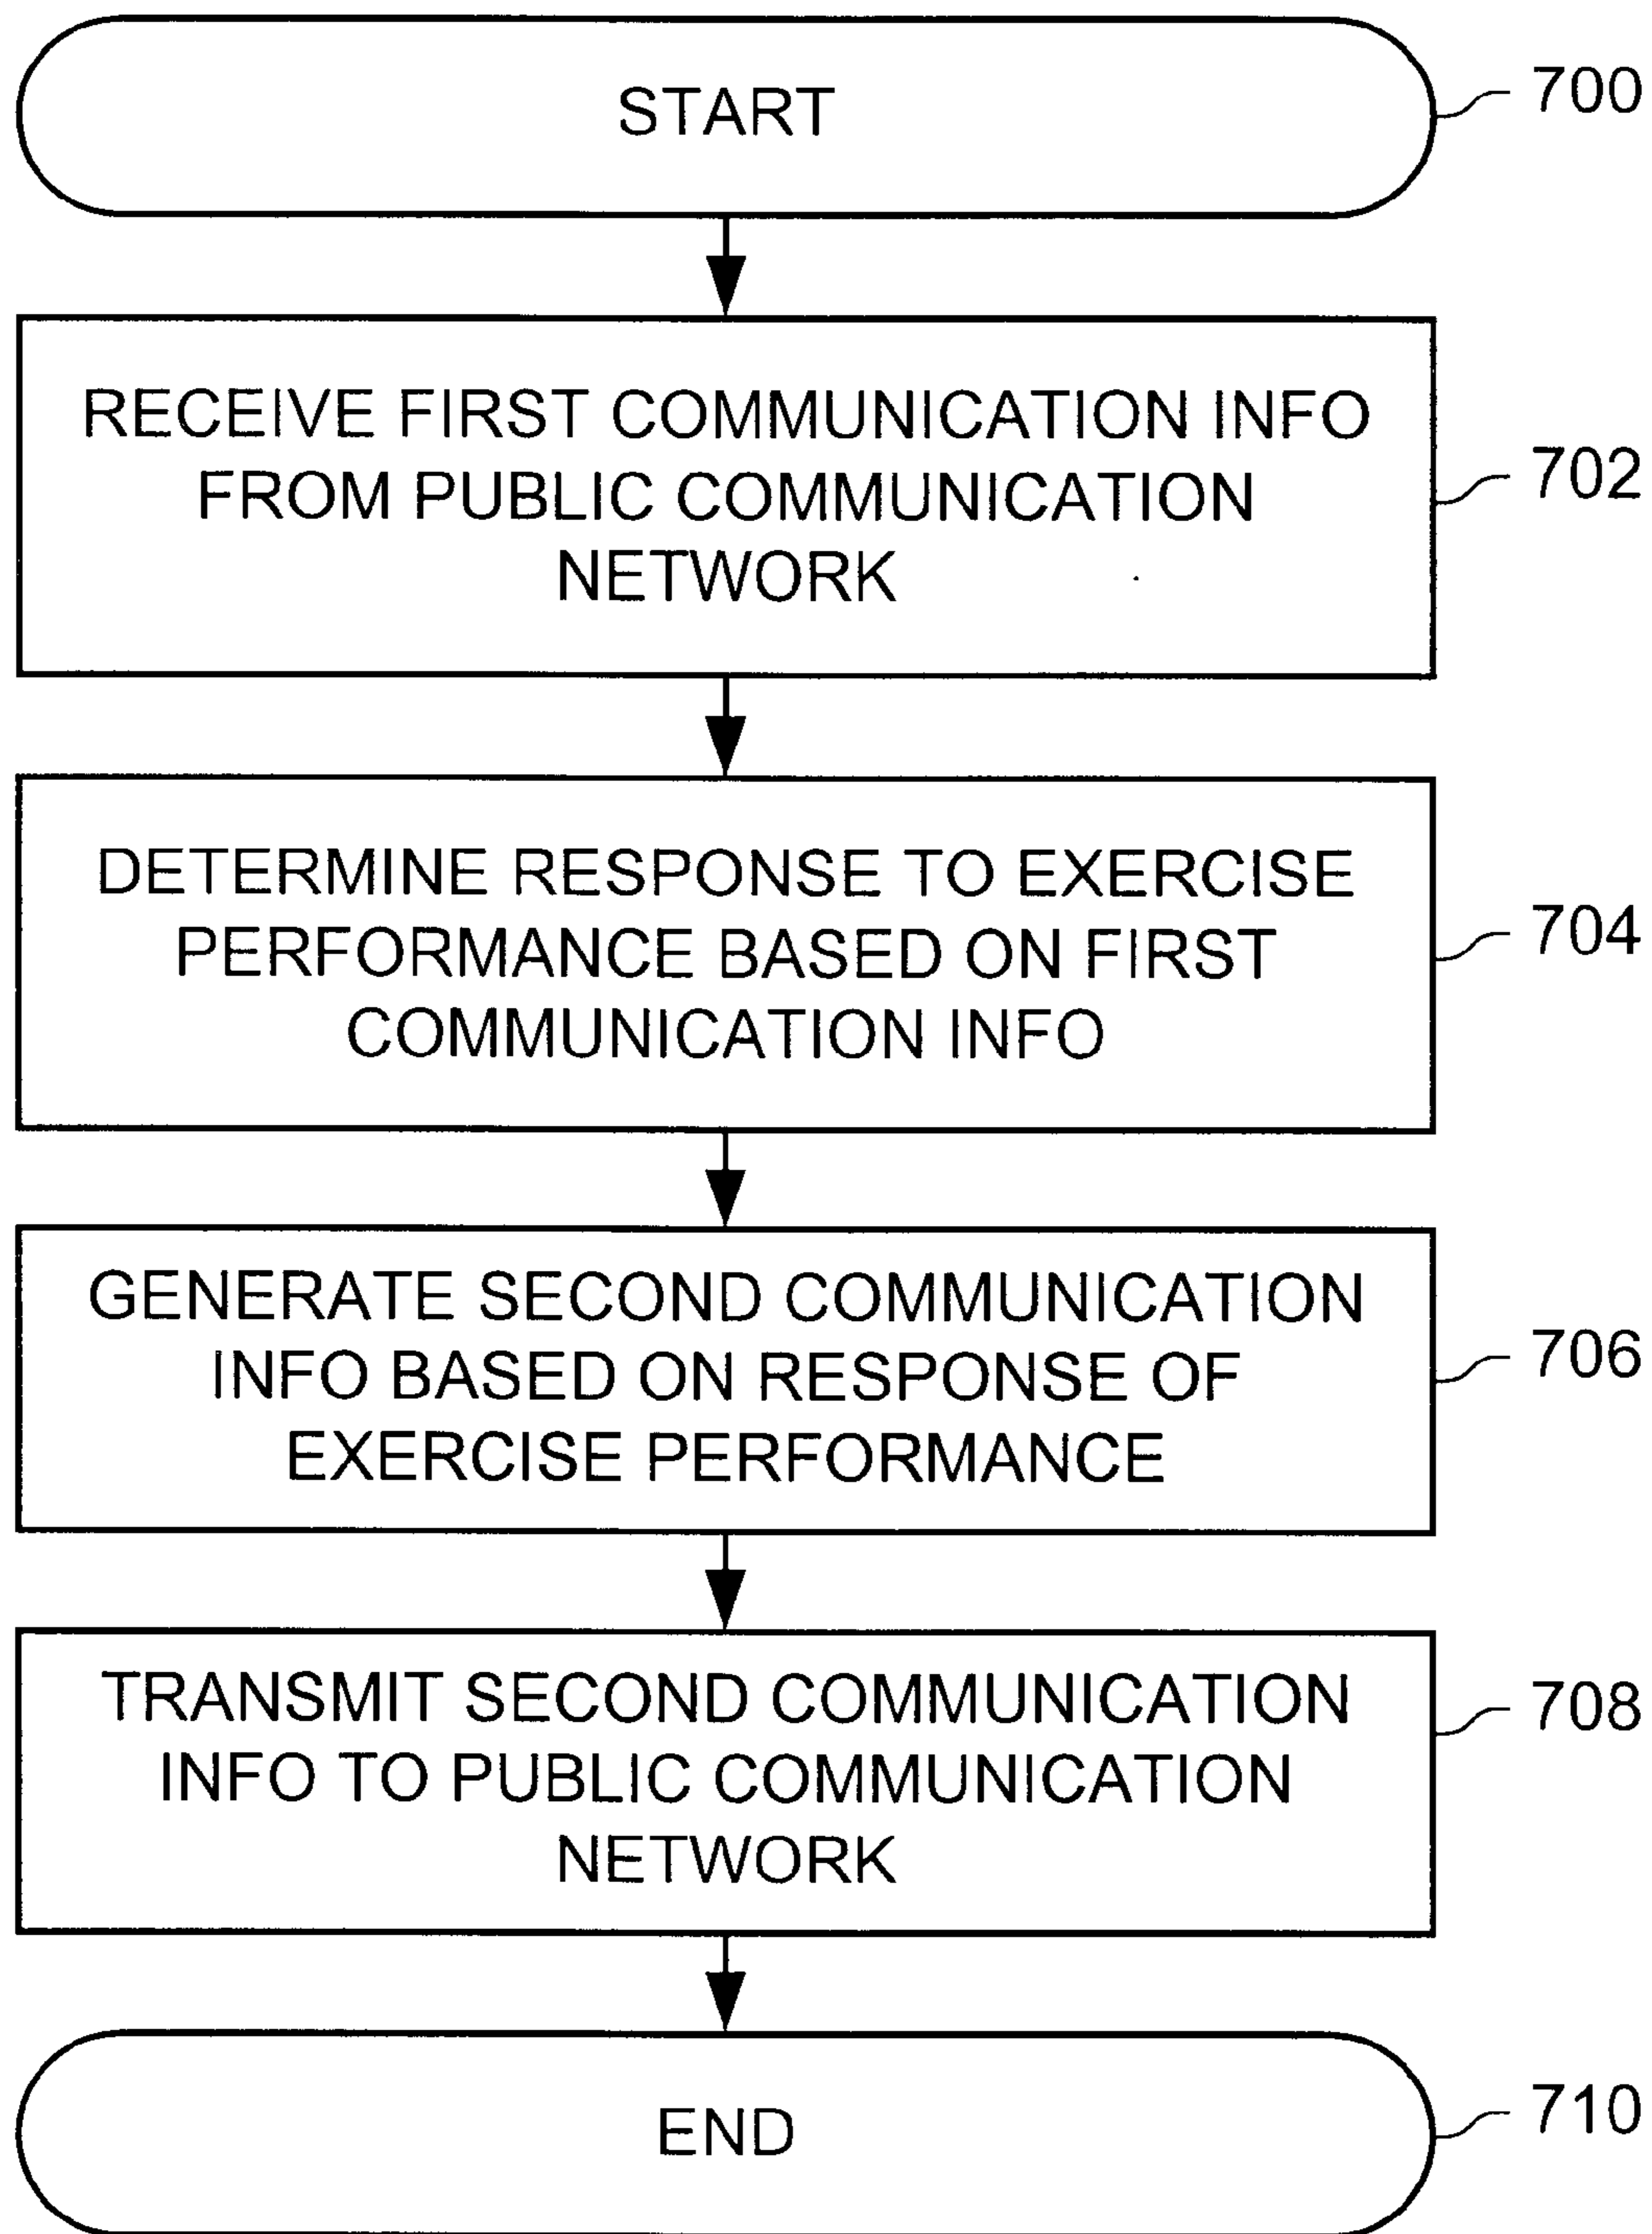 START
700
RECEIVE FIRST COMMUNICATION INFO
FROM PUBLIC COMMUNICATION
NETWORK
702
DETERMINE RESPONSE TO EXERCISE
PERFORMANCE BASED ON FIRST
COMMUNICATION INFO
704
GENERATE SECOND COMMUNICATION
INFO BASED ON RESPONSE OF
EXERCISE PERFORMANCE
706
TRANSMIT SECOND COMMUNICATION
INFO TO PUBLIC COMMUNICATION
NETWORK
708
END
710